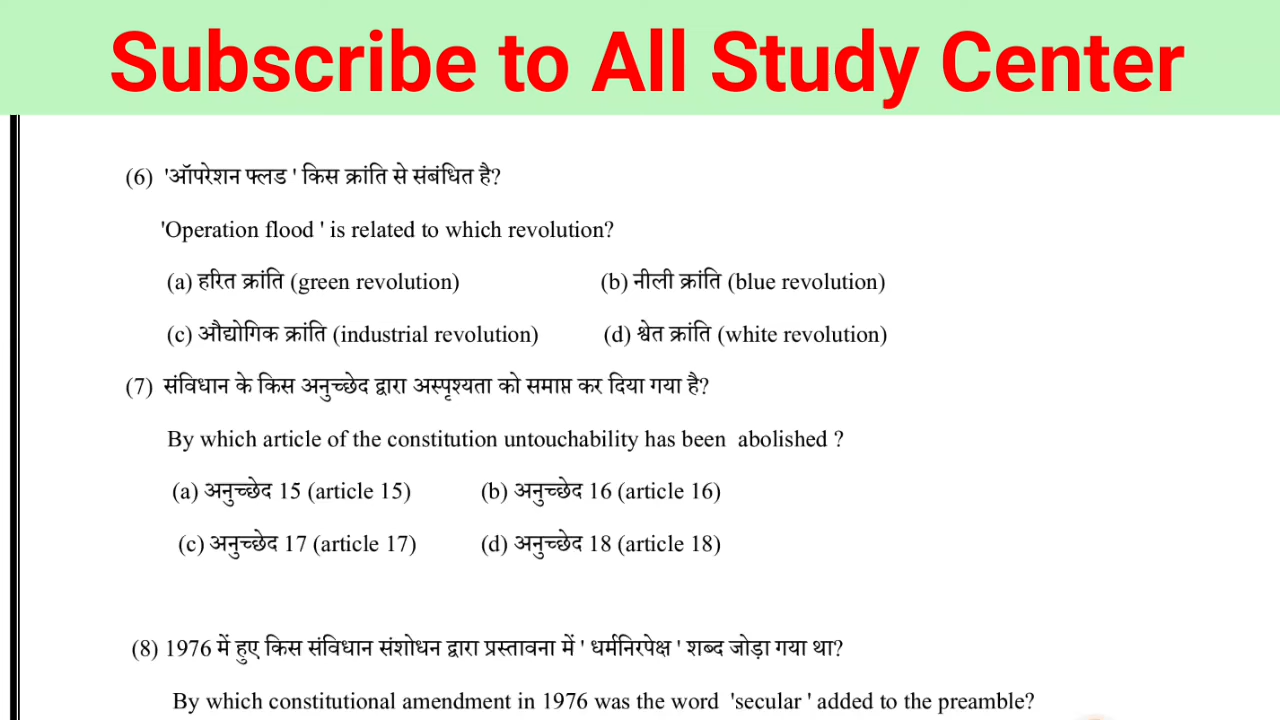 Subscribe to All Study Center
(6) 'ऑपरेशन फ्लड ' किस क्रांति से संबंधित है?
'Operation flood ' is related to which revolution?
(a) हरित क्रांति (green revolution) (b) नीली क्रांति (blue revolution)
(c) औद्योगिक क्रांति (industrial revolution) (d) श्वेत क्रांति (white revolution)
(7) संविधान के किस अनुच्छेद द्वारा अस्पृश्यता को समाप्त कर दिया गया है?
By which article of the constitution untouchability has been abolished ?
(a) अनुच्छेद 15 (article 15) (b) अनुच्छेद 16 (article 16)
(c) अनुच्छेद 17 (article 17) (d) अनुच्छेद 18 (article 18)
(8) 1976 में हुए किस संविधान संशोधन द्वारा प्रस्तावना में ' धर्मनिरपेक्ष ' शब्द जोड़ा गया था?
By which constitutional amendment in 1976 was the word 'secular ' added to the preamble?